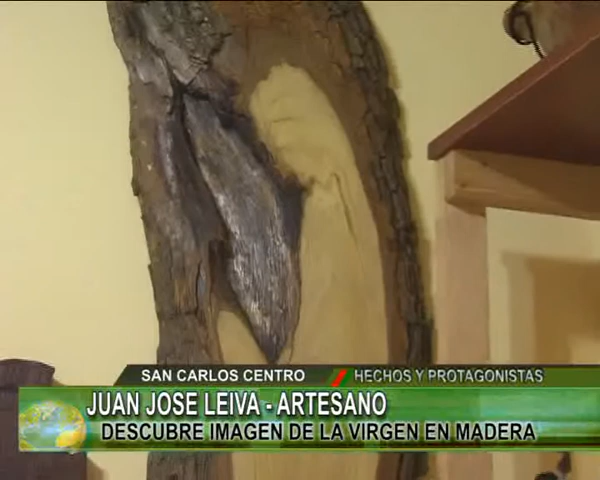 SAN CARLOS CENTRO
HECHOS Y PROTAGONISTAS
JUAN JOSE LEIVA - ARTESANO
DESCUBRE IMAGEN DE LA VIRGEN EN MADERA